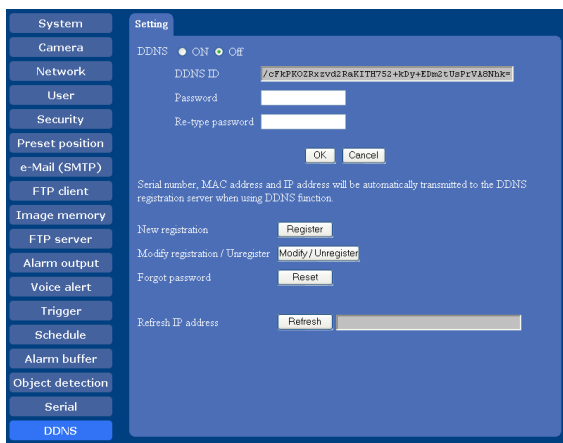 System
Camera
Network
User
Security
Preset position
e-Mail (SMTP)
FTP client
Image memory
FTP server
Alarm output
Voice alert
Trigger
Schedule
Alarm buffer
Object detection
Serial
DDNS
Setting
DDNS ON Off
DDNS ID /cFkPKOZRxzvd2RaKITH752+kDy+EDm2tUsPrVA8Nhk=
Password
Re-type password
OK Cancel
Serial number, MAC address and IP address will be automatically transmitted to the DDNS
registration server when using DDNS function.
New registration Register
Modify registration / Unregister Modify / Unregister
Forgot password Reset
Refresh IP address Refresh